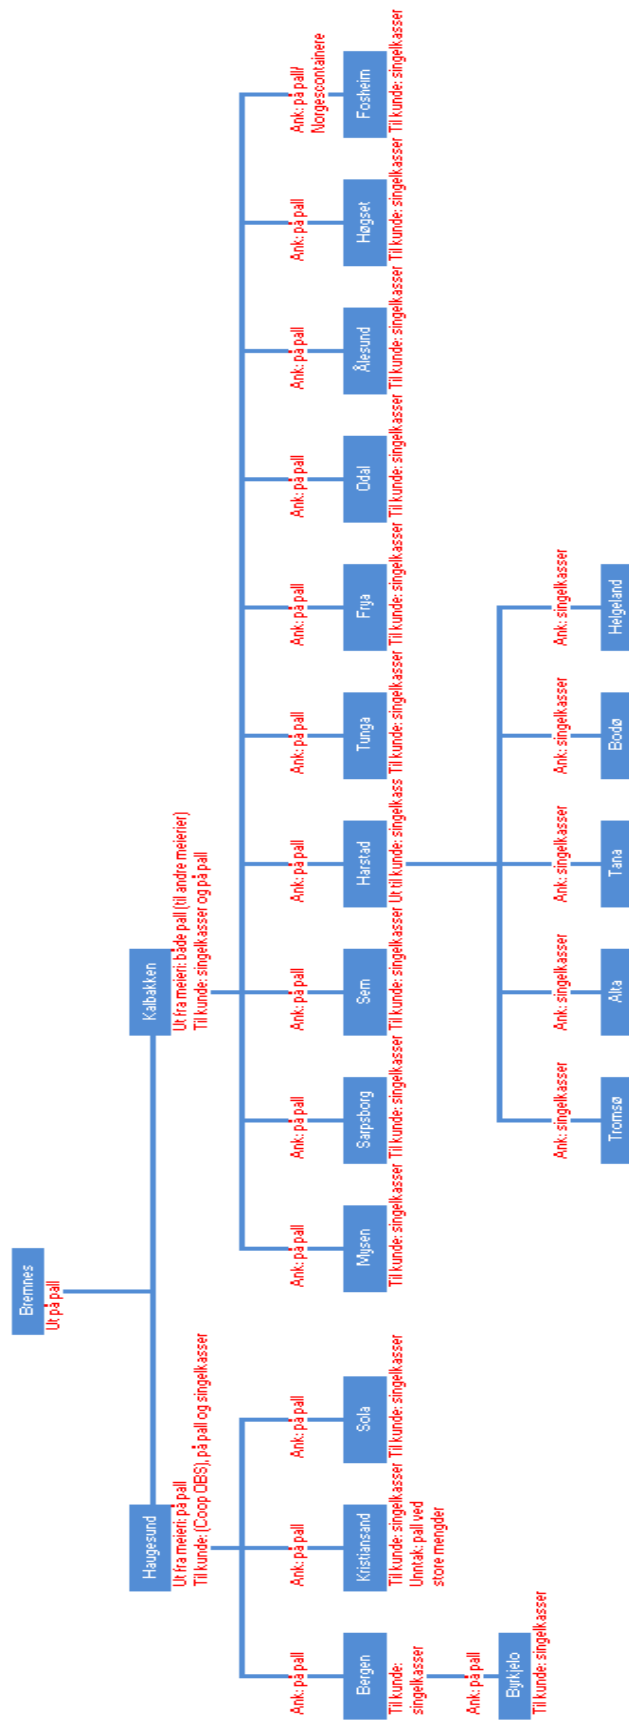 Bremnes
Ut på pall
Haugesund
Ut fra meieri: på pall
Til kunde: (Coop OBS), på pall og singelkasser
Kalbakken
Ut fra meieri: både pall (til andre meierier)
Til kunde: singelkasser og på pall
Ank: på pall
Bergen
Til kunde:
singelkasser
Ank: på pall
Kristiansand
Til kunde: singelkasser
Unntak: pall ved
store mengder
Ank: på pall
Sola
Til kunde: singelkasser
Ank: på pall
Mysen
Til kunde: singelkasser
Ank: på pall
Sarpsborg
Til kunde: singelkasser
Ank: på pall
Sem
Til kunde: singelkasser
Ank: på pall
Harstad
Ut til kunde: singelkass
Ank: på pall
Tunga
Til kunde: singelkasser
Ank: på pall
Frya
Til kunde: singelkasser
Ank: på pall
Odal
Til kunde: singelkasser
Ank: på pall
Ålesund
Til kunde: singelkasser
Ank: på pall
Høgset
Til kunde: singelkasser
Ank: på pall/
Norgescontainere
Fosheim
Til kunde: singelkasser
Ank: på pall
Byrkjelo
Til kunde: singelkasser
Ank: singelkasser
Tromsø
Ank: singelkasser
Alta
Ank: singelkasser
Tana
Ank: singelkasser
Bodø
Ank: singelkasser
Helgeland